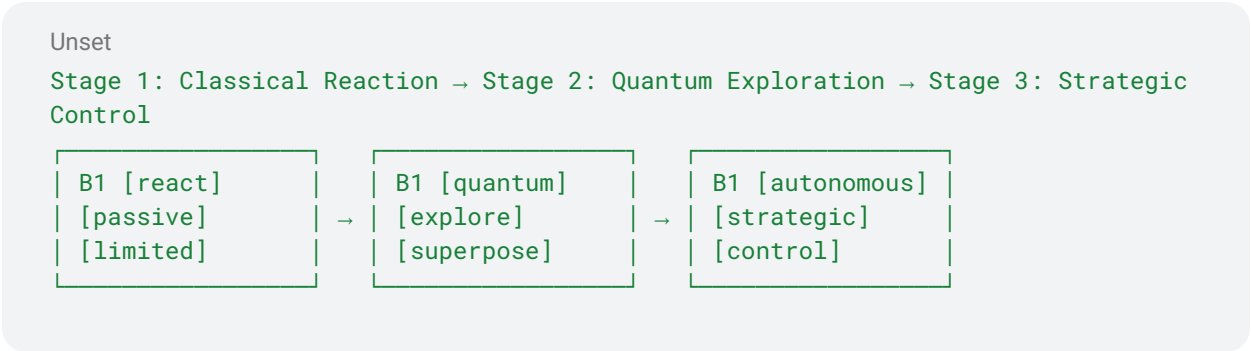 Unset
Stage 1: Classical Reaction → Stage 2: Quantum Exploration → Stage 3: Strategic
Control
┌──────────────────┐   ┌──────────────────┐   ┌──────────────────┐
│ B1 [react]       │   │ B1 [quantum]     │   │ B1 [autonomous] │
│ [passive]        │ → │ [explore]        │ → │ [strategic]      │
│ [limited]        │   │ [superpose]      │   │ [control]        │
└──────────────────┘   └──────────────────┘   └──────────────────┘